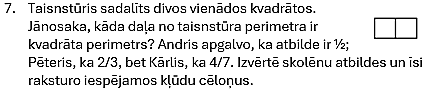 7. Taisnstūris sadalīts divos vienādos kvadrātos.
Jānosaka, kāda daļa no taisnstūra perimetra ir
kvadrāta perimetrs? Andris apgalvo, ka atbilde ir ½;
Pēteris, ka 2/3, bet Kārlis, ka 4/7. Izvērtē skolēnu atbildes un īsi
raksturo iespējamos kļūdu cēloņus.